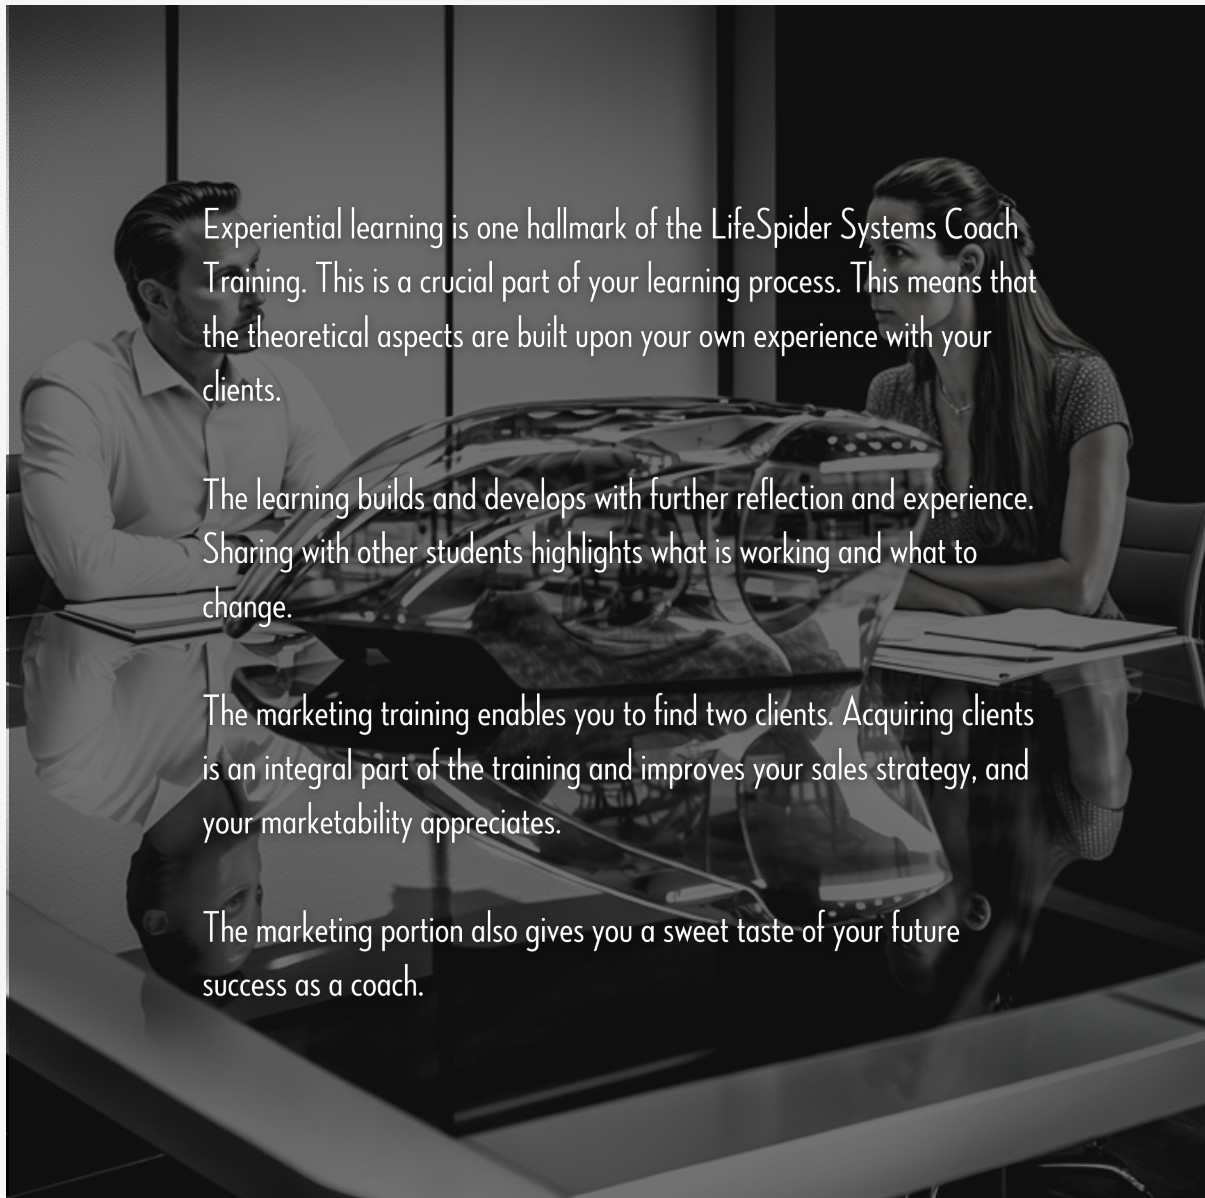 Experiential learning is one hallmark of the LifeSpider Systems Coach
Training. This is a crucial part of your learning process. This means that
the theoretical aspects are built upon your own experience with your
clients.
The learning builds and develops with further reflection and experience.
Sharing with other students highlights what is working and what to
change.
The marketing training enables you to find two clients. Acquiring clients
is an integral part of the training and improves your sales strategy, and
your marketability appreciates.
The marketing portion also gives you a sweet taste of your future
success as a coach.